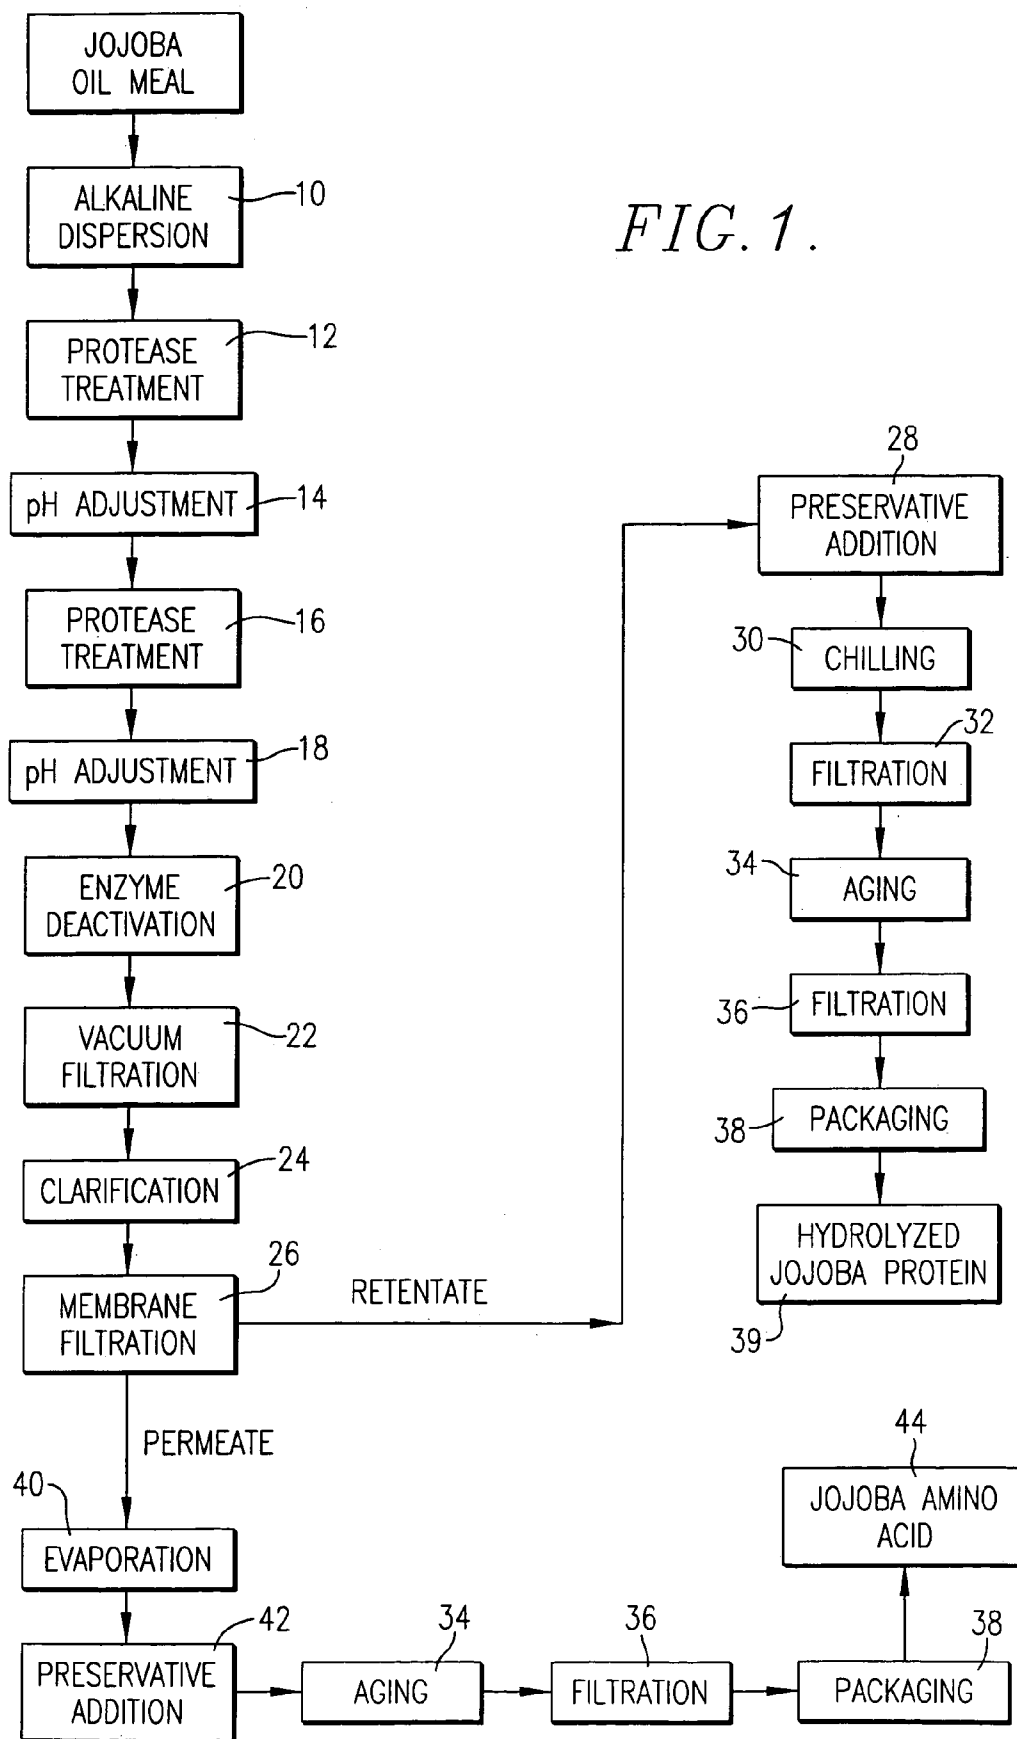 JOJOBA
OIL MEAL
ALKALINE
DISPERSION
10
FIG. 1.
PROTEASE
TREATMENT
12
pH ADJUSTMENT
14
PROTEASE
TREATMENT
16
pH ADJUSTMENT
18
ENZYME
DEACTIVATION
20
VACUUM
FILTRATION
22
CLARIFICATION
24
MEMBRANE
FILTRATION
26
RETENTATE
28
PRESERVATIVE
ADDITION
30
CHILLING
32
FILTRATION
34
AGING
36
FILTRATION
38
PACKAGING
HYDROLYZED
JOJOBA PROTEIN
39
PERMEATE
40
EVAPORATION
42
PRESERVATIVE
ADDITION
34
AGING
36
FILTRATION
38
PACKAGING
44
JOJOBA AMINO
ACID